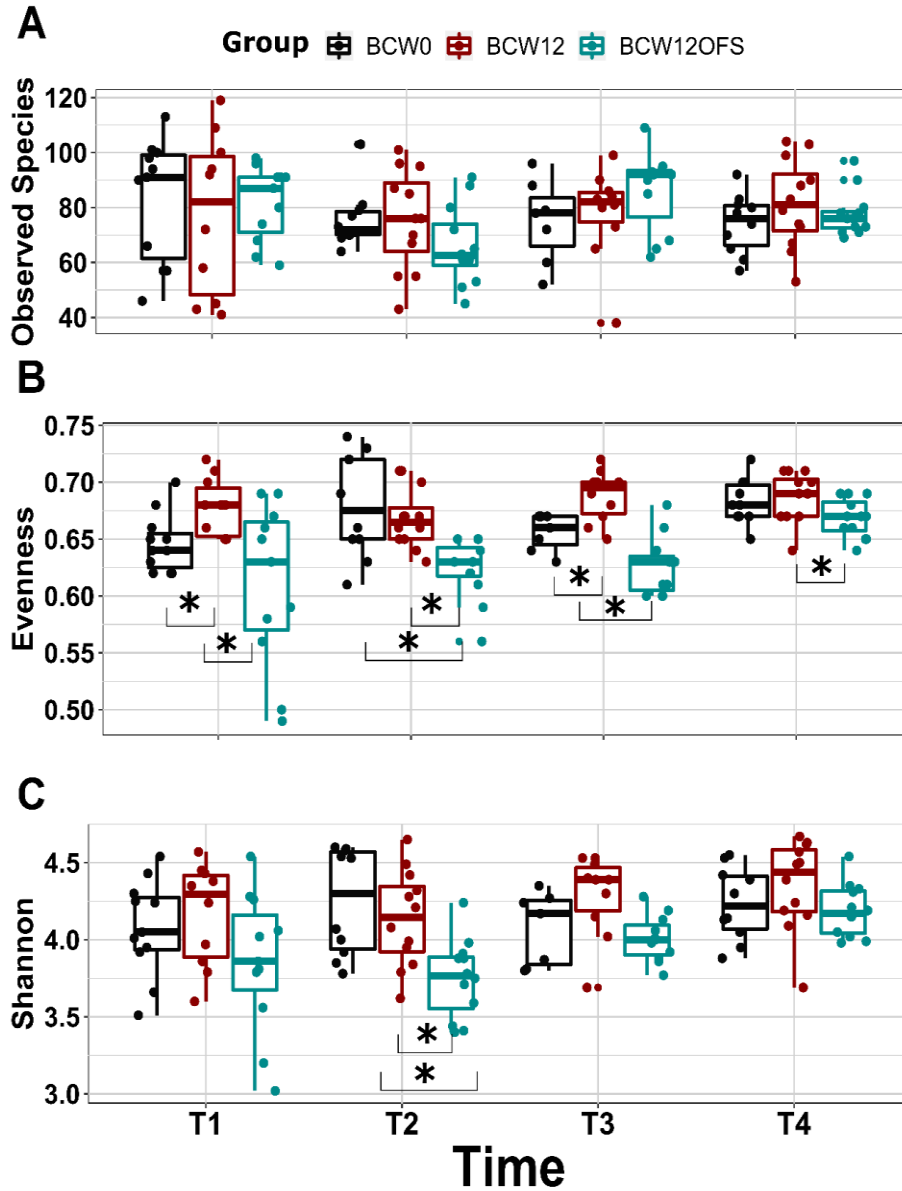 A
Group BCW0 BCW12 BCW12OFS
Observed Species
120
100
80
60
40
B
Evenness
0.75
0.70
0.65
0.60
0.55
0.50
* * * * * * *
C
Shannon
4.5
4.0
3.5
3.0
* *
T1 T2 T3 T4
Time